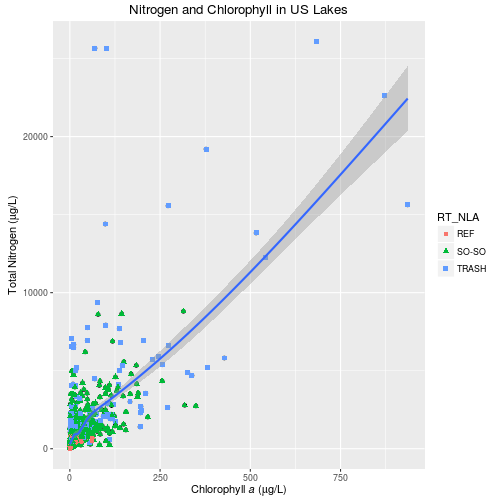 Nitrogen and Chlorophyll in US Lakes
Total Nitrogen (µg/L)
20000
10000
0
0
250
500
750
Chlorophyll a (µg/L)
RT_NLA
REF
SO-SO
TRASH